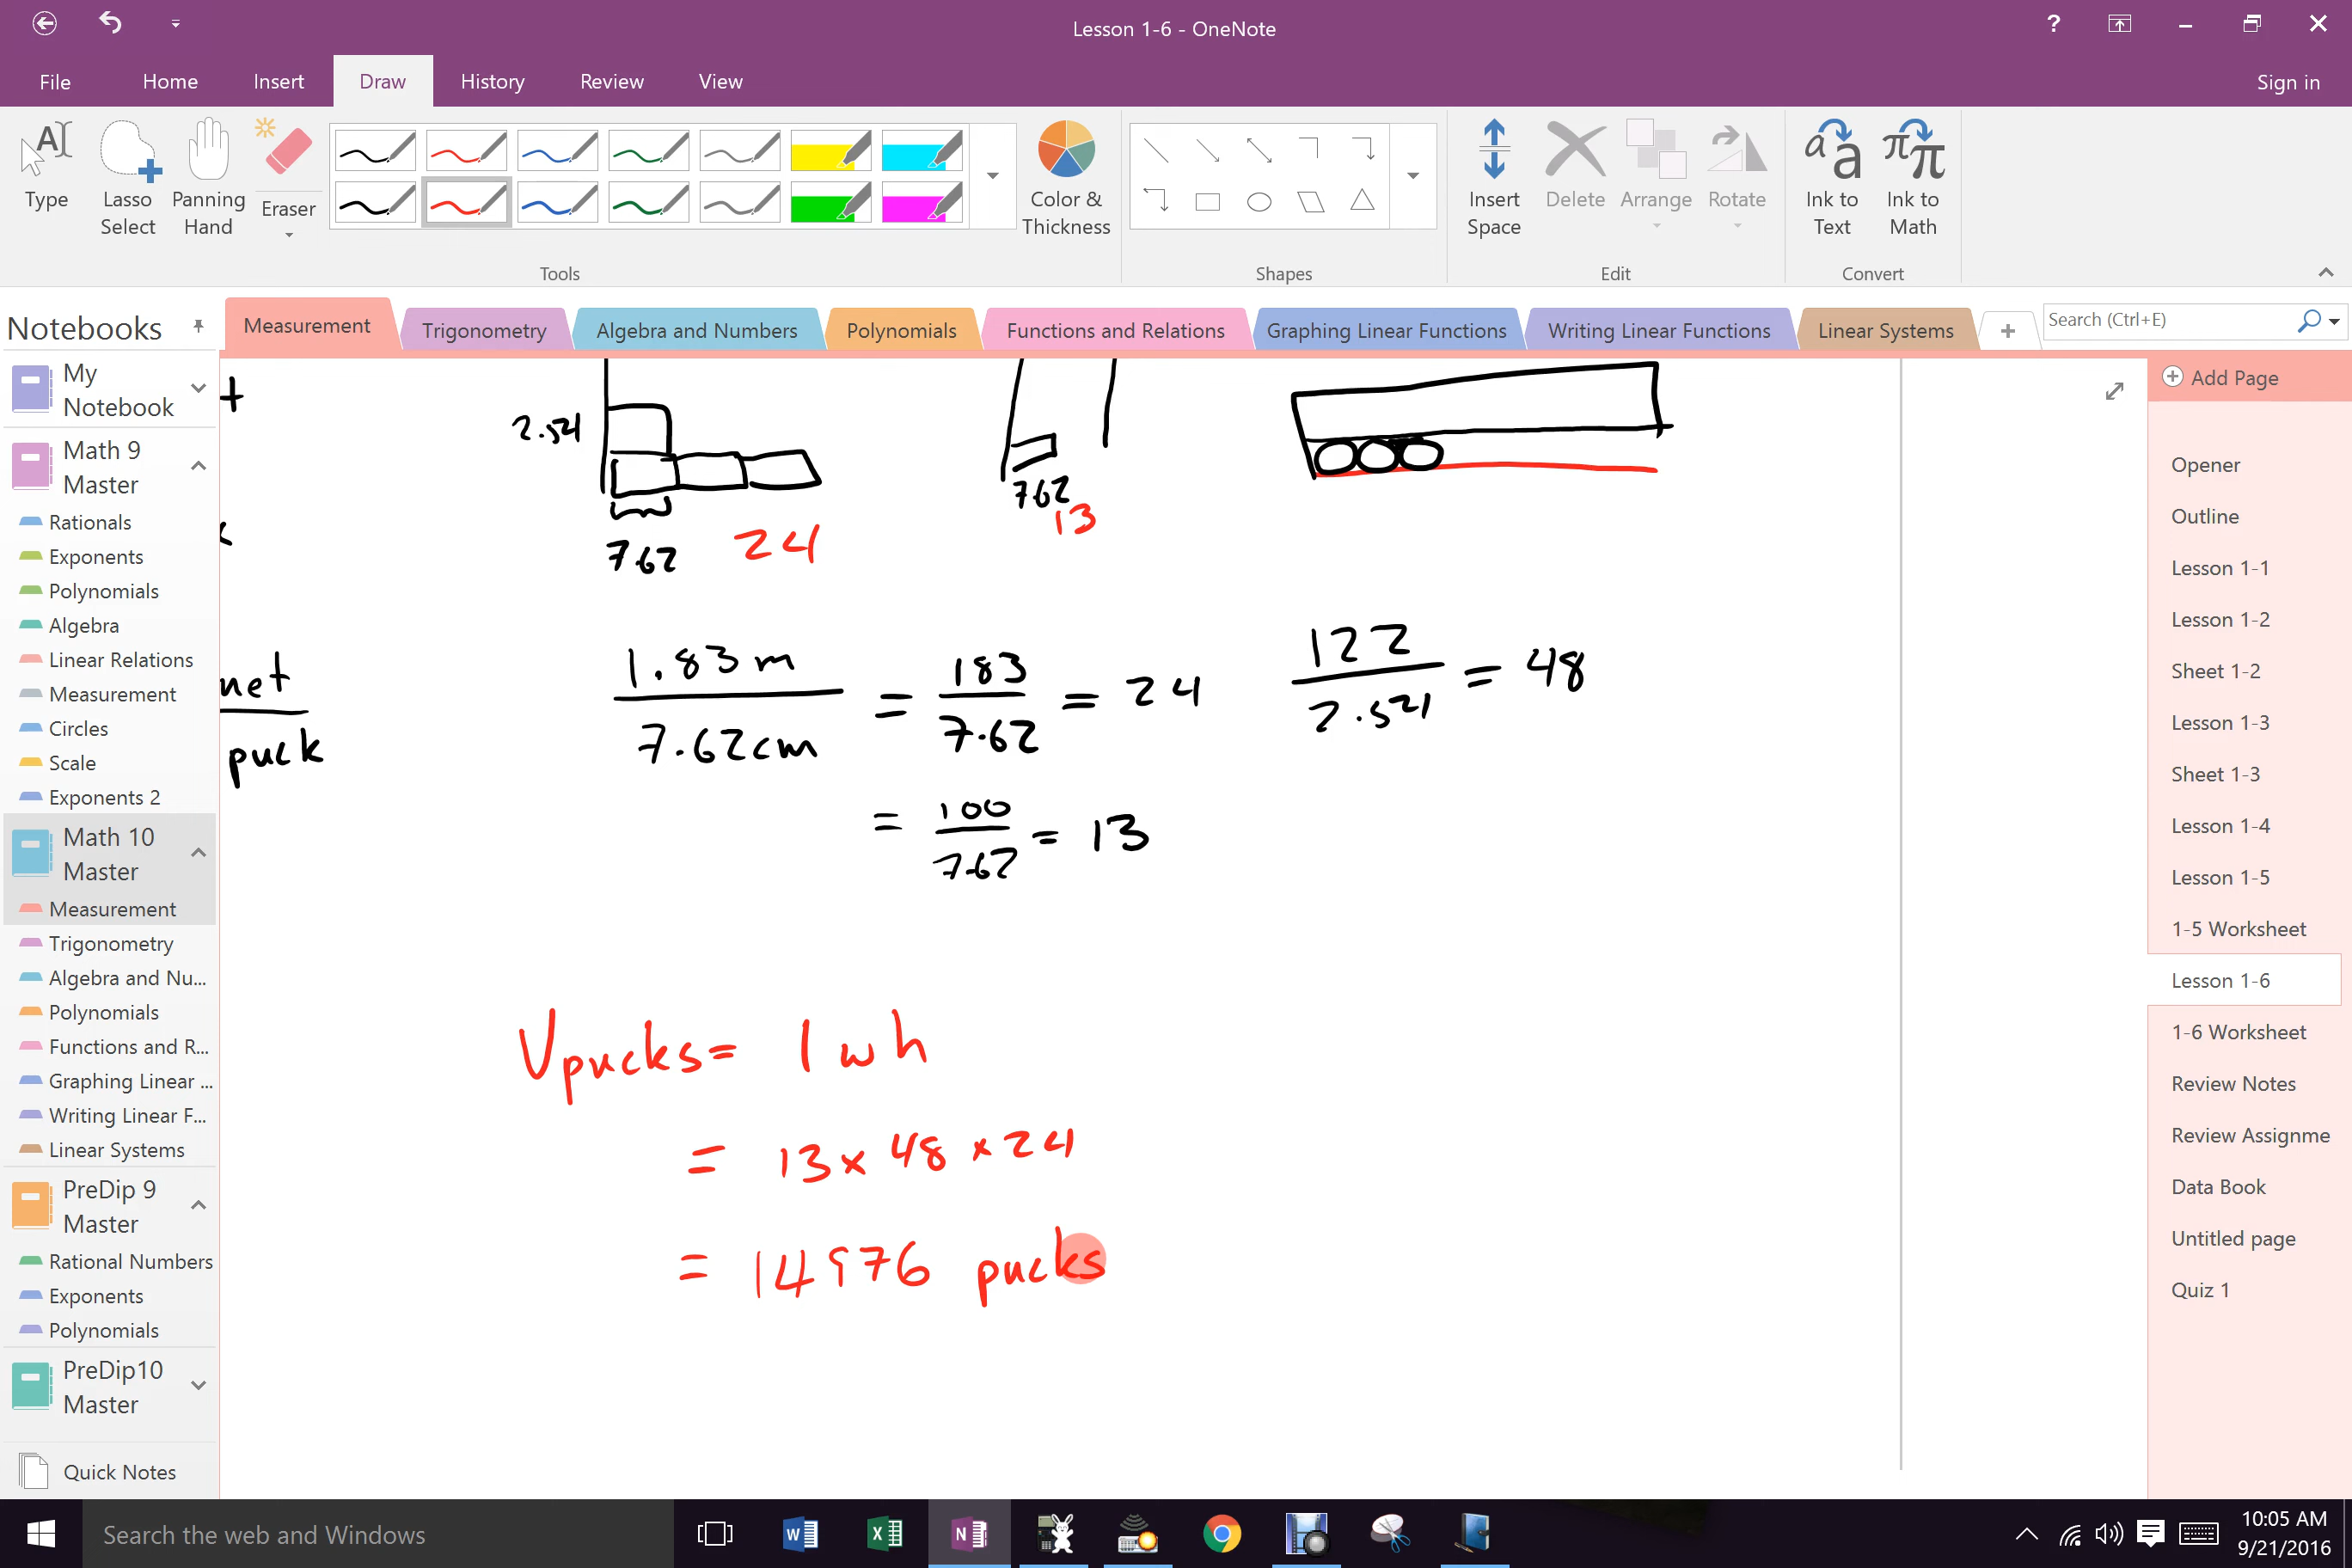 Lesson 1-6 - OneNote
?
File Home Insert Draw History Review View
Sign in
Type
Lasso Select
Panning Hand
Eraser
Color & Thickness
Insert Space
Delete
Arrange
Rotate
Ink to Text
Ink to Math
Tools
Shapes
Edit
Convert
Notebooks
Measurement
Trigonometry
Algebra and Numbers
Polynomials
Functions and Relations
Graphing Linear Functions
Writing Linear Functions
Linear Systems
Search (Ctrl+E)
My Notebook
Math 9 Master
Rationals
Exponents
Polynomials
Algebra
Linear Relations
Measurement
Circles
Scale
Exponents 2
Math 10 Master
Measurement
Trigonometry
Algebra and Nu...
Polynomials
Functions and R...
Graphing Linear ...
Writing Linear F...
Linear Systems
PreDip 9 Master
Rational Numbers
Exponents
Polynomials
PreDip10 Master
Quick Notes
2.54
7.62
24
7.62
13
net
puck
1.83 m / 7.62 cm = 183 / 7.62 = 24
122 / 2.54 = 48
= 100 / 7.62 = 13
Vpucks = l w h
= 13 x 48 x 24
= 14976 pucks
Add Page
Opener
Outline
Lesson 1-1
Lesson 1-2
Sheet 1-2
Lesson 1-3
Sheet 1-3
Lesson 1-4
Lesson 1-5
1-5 Worksheet
Lesson 1-6
1-6 Worksheet
Review Notes
Review Assignme
Data Book
Untitled page
Quiz 1
Search the web and Windows
10:05 AM
9/21/2016